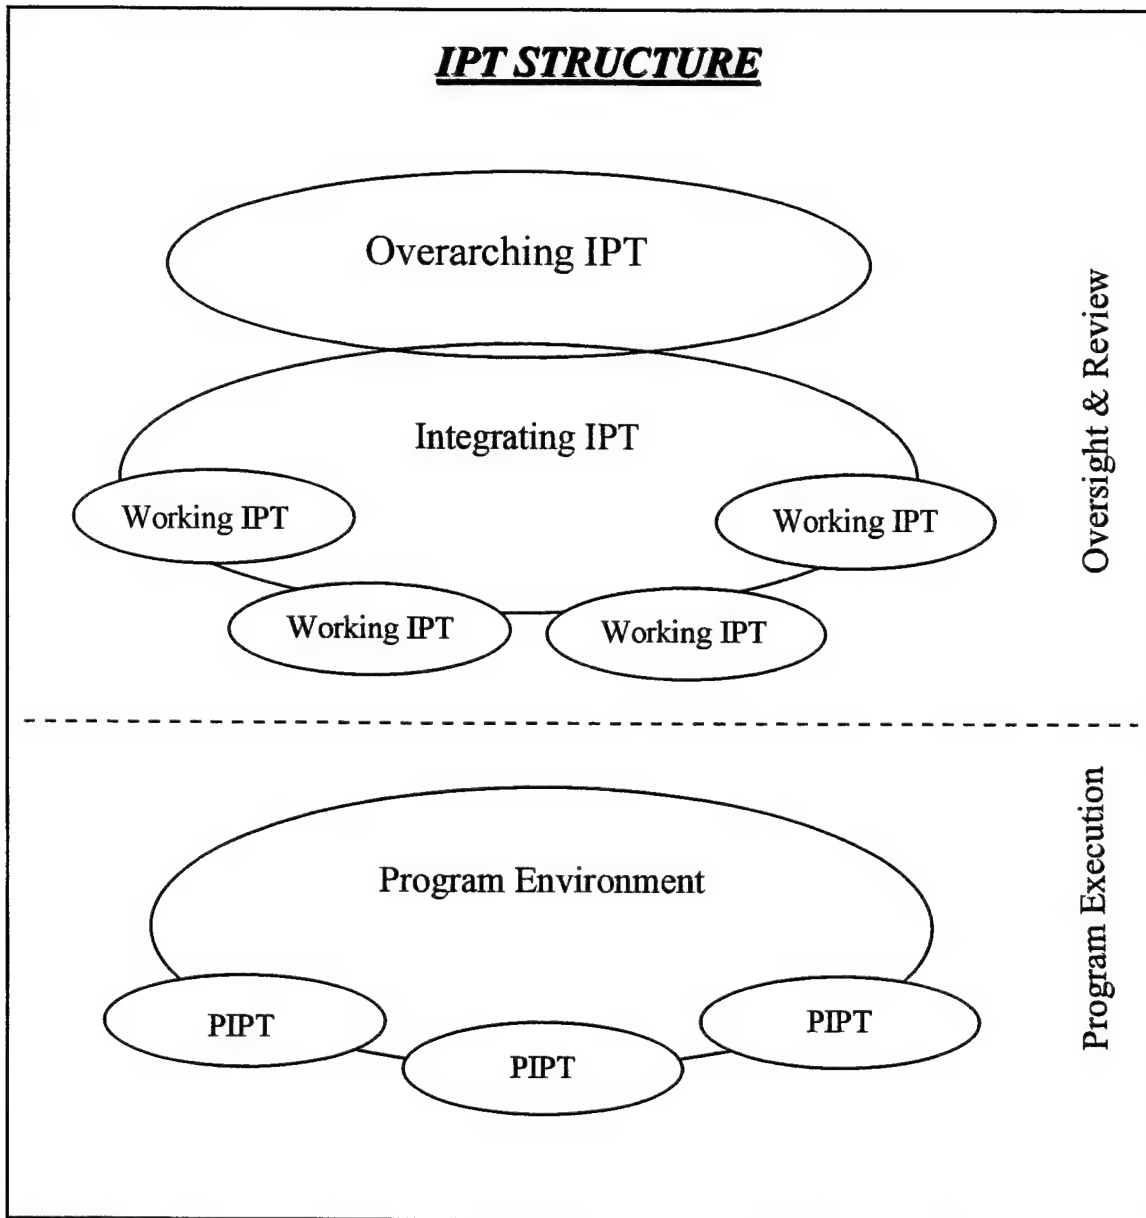 IPT STRUCTURE
Overarching IPT
Integrating IPT
Working IPT
Working IPT
Working IPT
Working IPT
Oversight & Review
Program Environment
PIPT
PIPT
PIPT
Program Execution